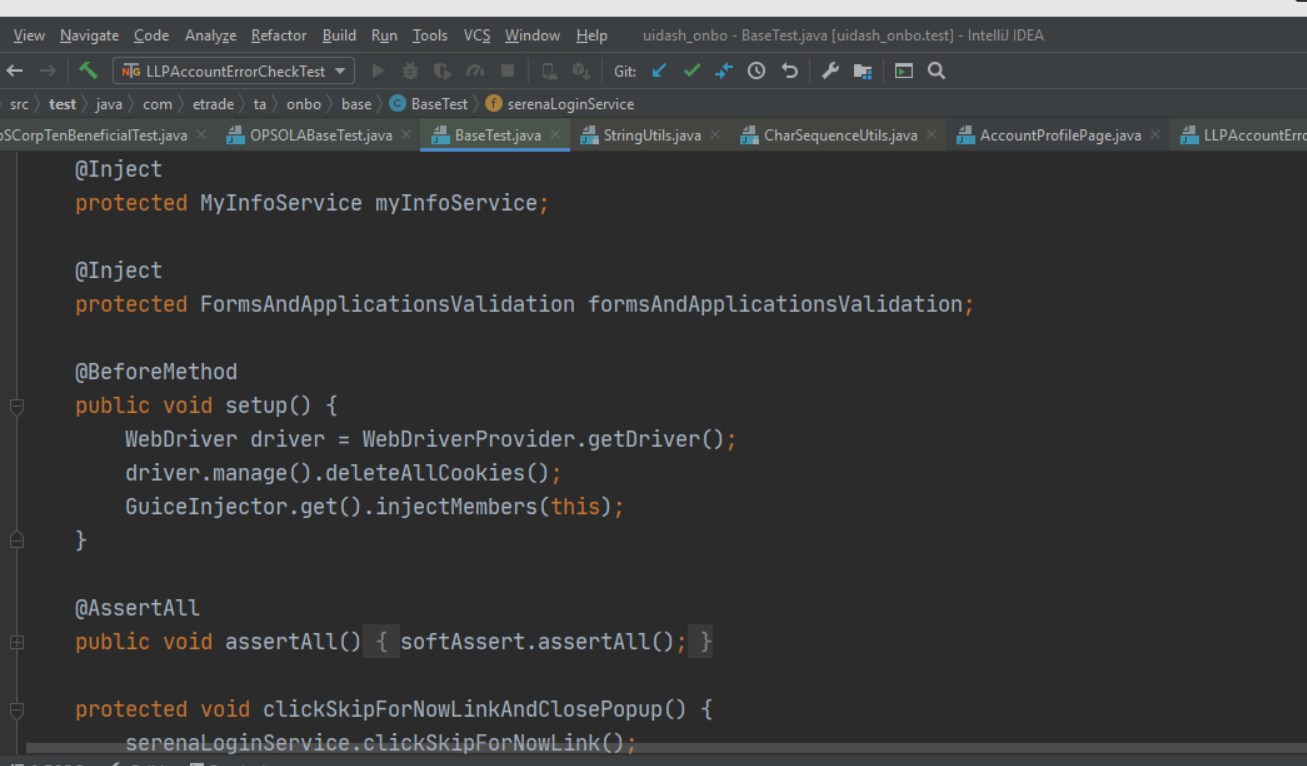 View Navigate Code Analyze Refactor Build Run Tools VCS Window Help uidash_onbo - BaseTest.java [uidash_onbo.test] - IntelliJ IDEA
LLPAccountErrorCheckTest Git:
src test java com etrade ta onbo base BaseTest serenaLoginService
SCorpTenBeneficialTest.java OPSOLABaseTest.java BaseTest.java StringUtils.java CharSequenceUtils.java AccountProfilePage.java LLPAccountErro
@Inject
protected MyInfoService myInfoService;
@Inject
protected FormsAndApplicationsValidation formsAndApplicationsValidation;
@BeforeMethod
public void setup() {
WebDriver driver = WebDriverProvider.getDriver();
driver.manage().deleteAllCookies();
GuiceInjector.get().injectMembers(this);
}
@AssertAll
public void assertAll() { softAssert.assertAll(); }
protected void clickSkipForNowLinkAndClosePopup() {
serenaLoginService.clickSkipForNowLink();